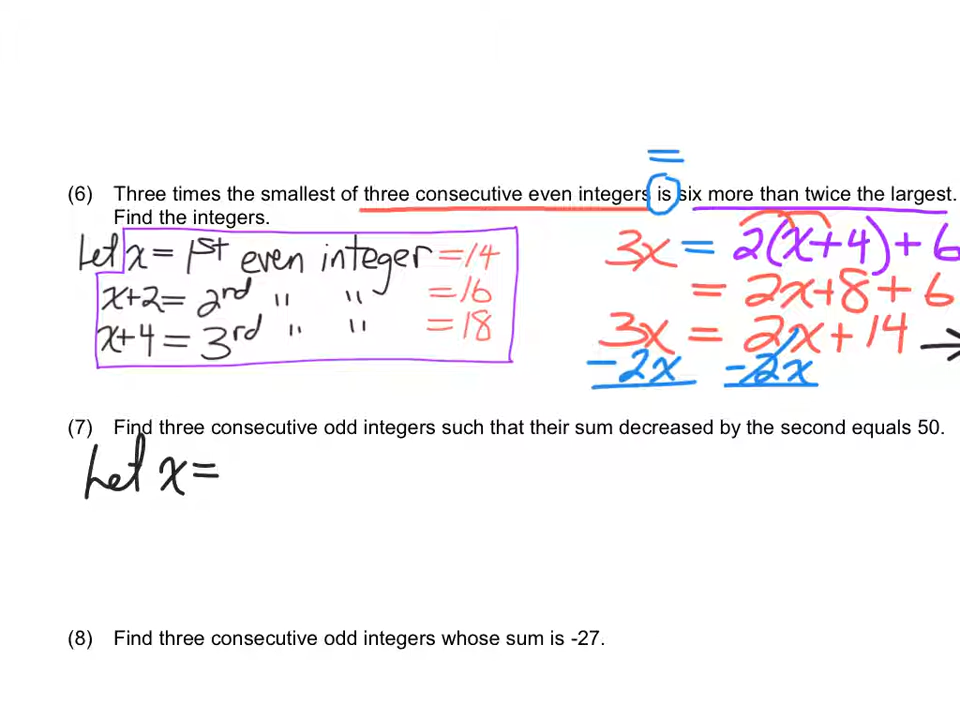 =
(6) Three times the smallest of three consecutive even integers is six more than twice the largest.
Find the integers.
Let x = 1st even integer = 14
x+2 = 2rd " " = 16
x+4 = 3rd " " = 18
3x = 2(x+4) + 6
= 2x+8+6
3x = 2x+14 →
-2x -2x
(7) Find three consecutive odd integers such that their sum decreased by the second equals 50.
Let x =
(8) Find three consecutive odd integers whose sum is -27.